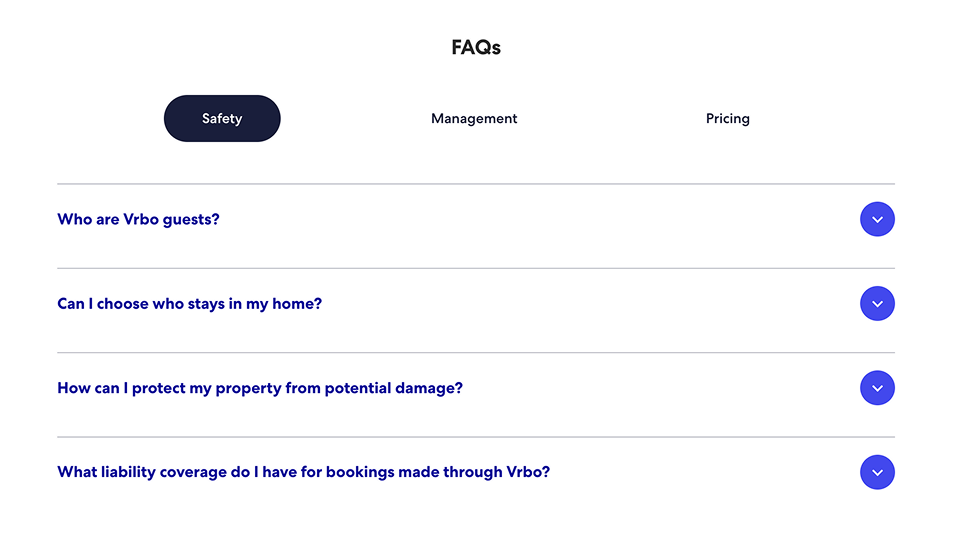 FAQs
Safety
Management
Pricing
Who are Vrbo guests?
Can I choose who stays in my home?
How can I protect my property from potential damage?
What liability coverage do I have for bookings made through Vrbo?